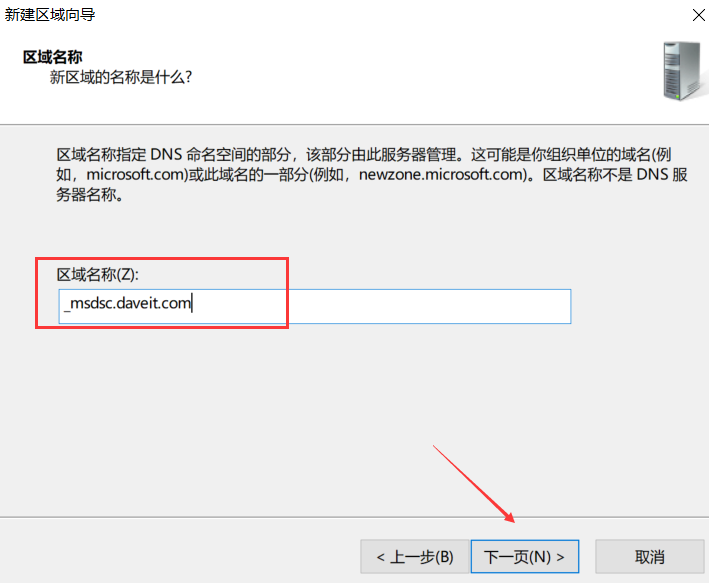 新建区域向导
区域名称
新区域的名称是什么?
区域名称指定 DNS 命名空间的部分，该部分由此服务器管理。这可能是你组织单位的域名(例
如，microsoft.com)或此域名的一部分(例如，newzone.microsoft.com)。区域名称不是 DNS 服
务器名称。
区域名称(Z):
_msdsc.daveit.com
< 上一步(B)
下一页(N) >
取消